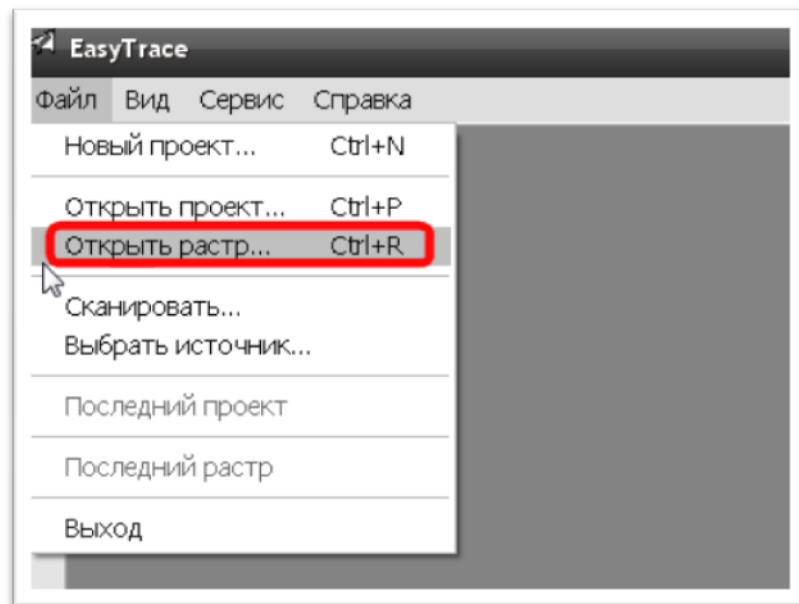 EasyTrace
Файл Вид Сервис Справка
Новый проект... Ctrl+N
Открыть проект... Ctrl+P
Открыть растр... Ctrl+R
Сканировать...
Выбрать источник...
Последний проект
Последний растр
Выход